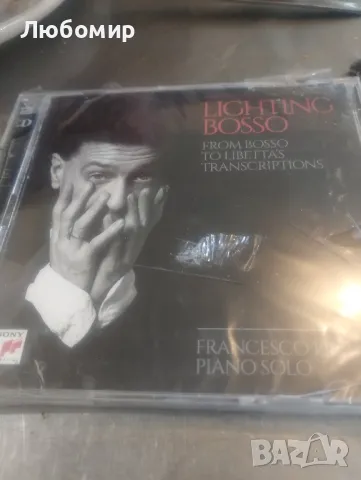 Любомир
LIGHTING
BOSSO
FROM BOSSO
TO LIBETTA'S
TRANSCRIPTIONS
SONY
FRANCESCO
PIANO SOLO
BAZAR